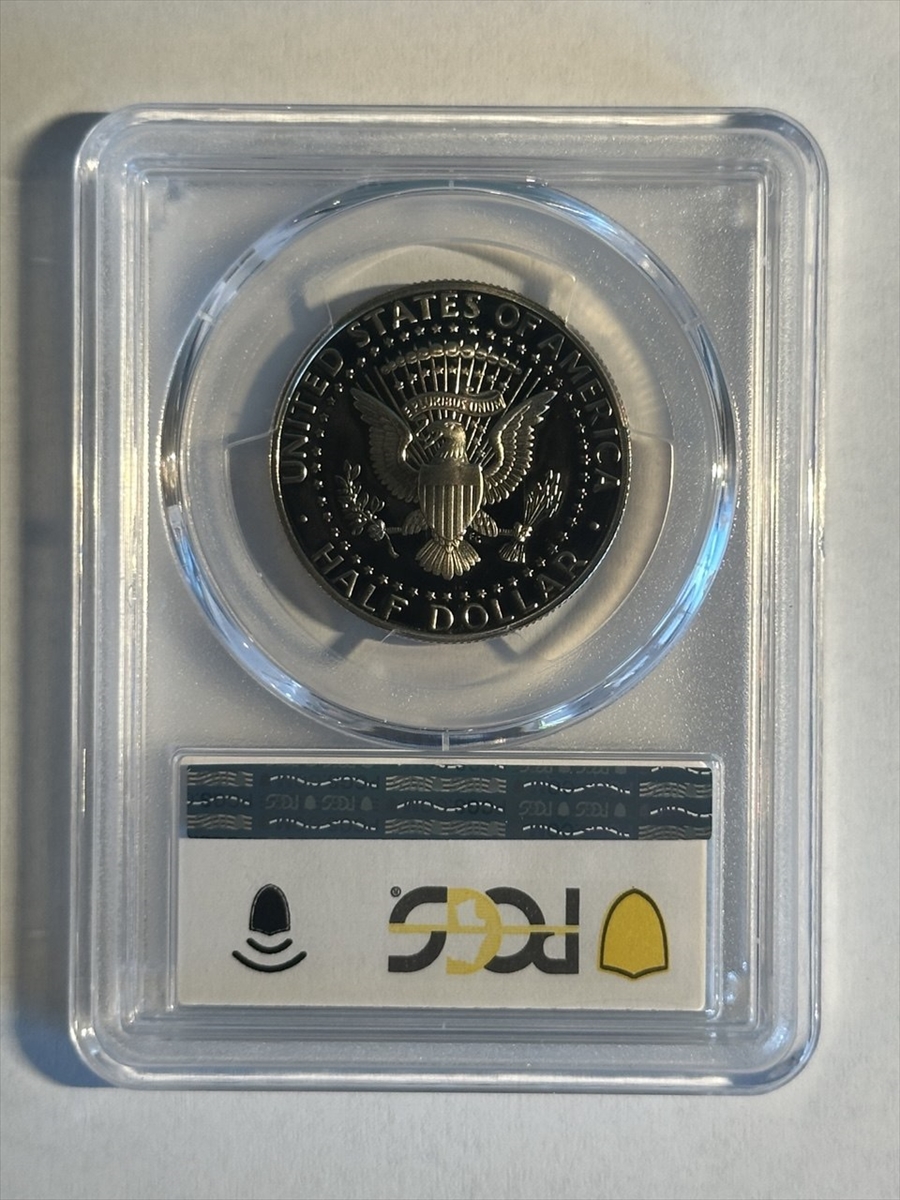 UNITED STATES OF AMERICA
E PLURIBUS UNUM
HALF DOLLAR
PCGS
®